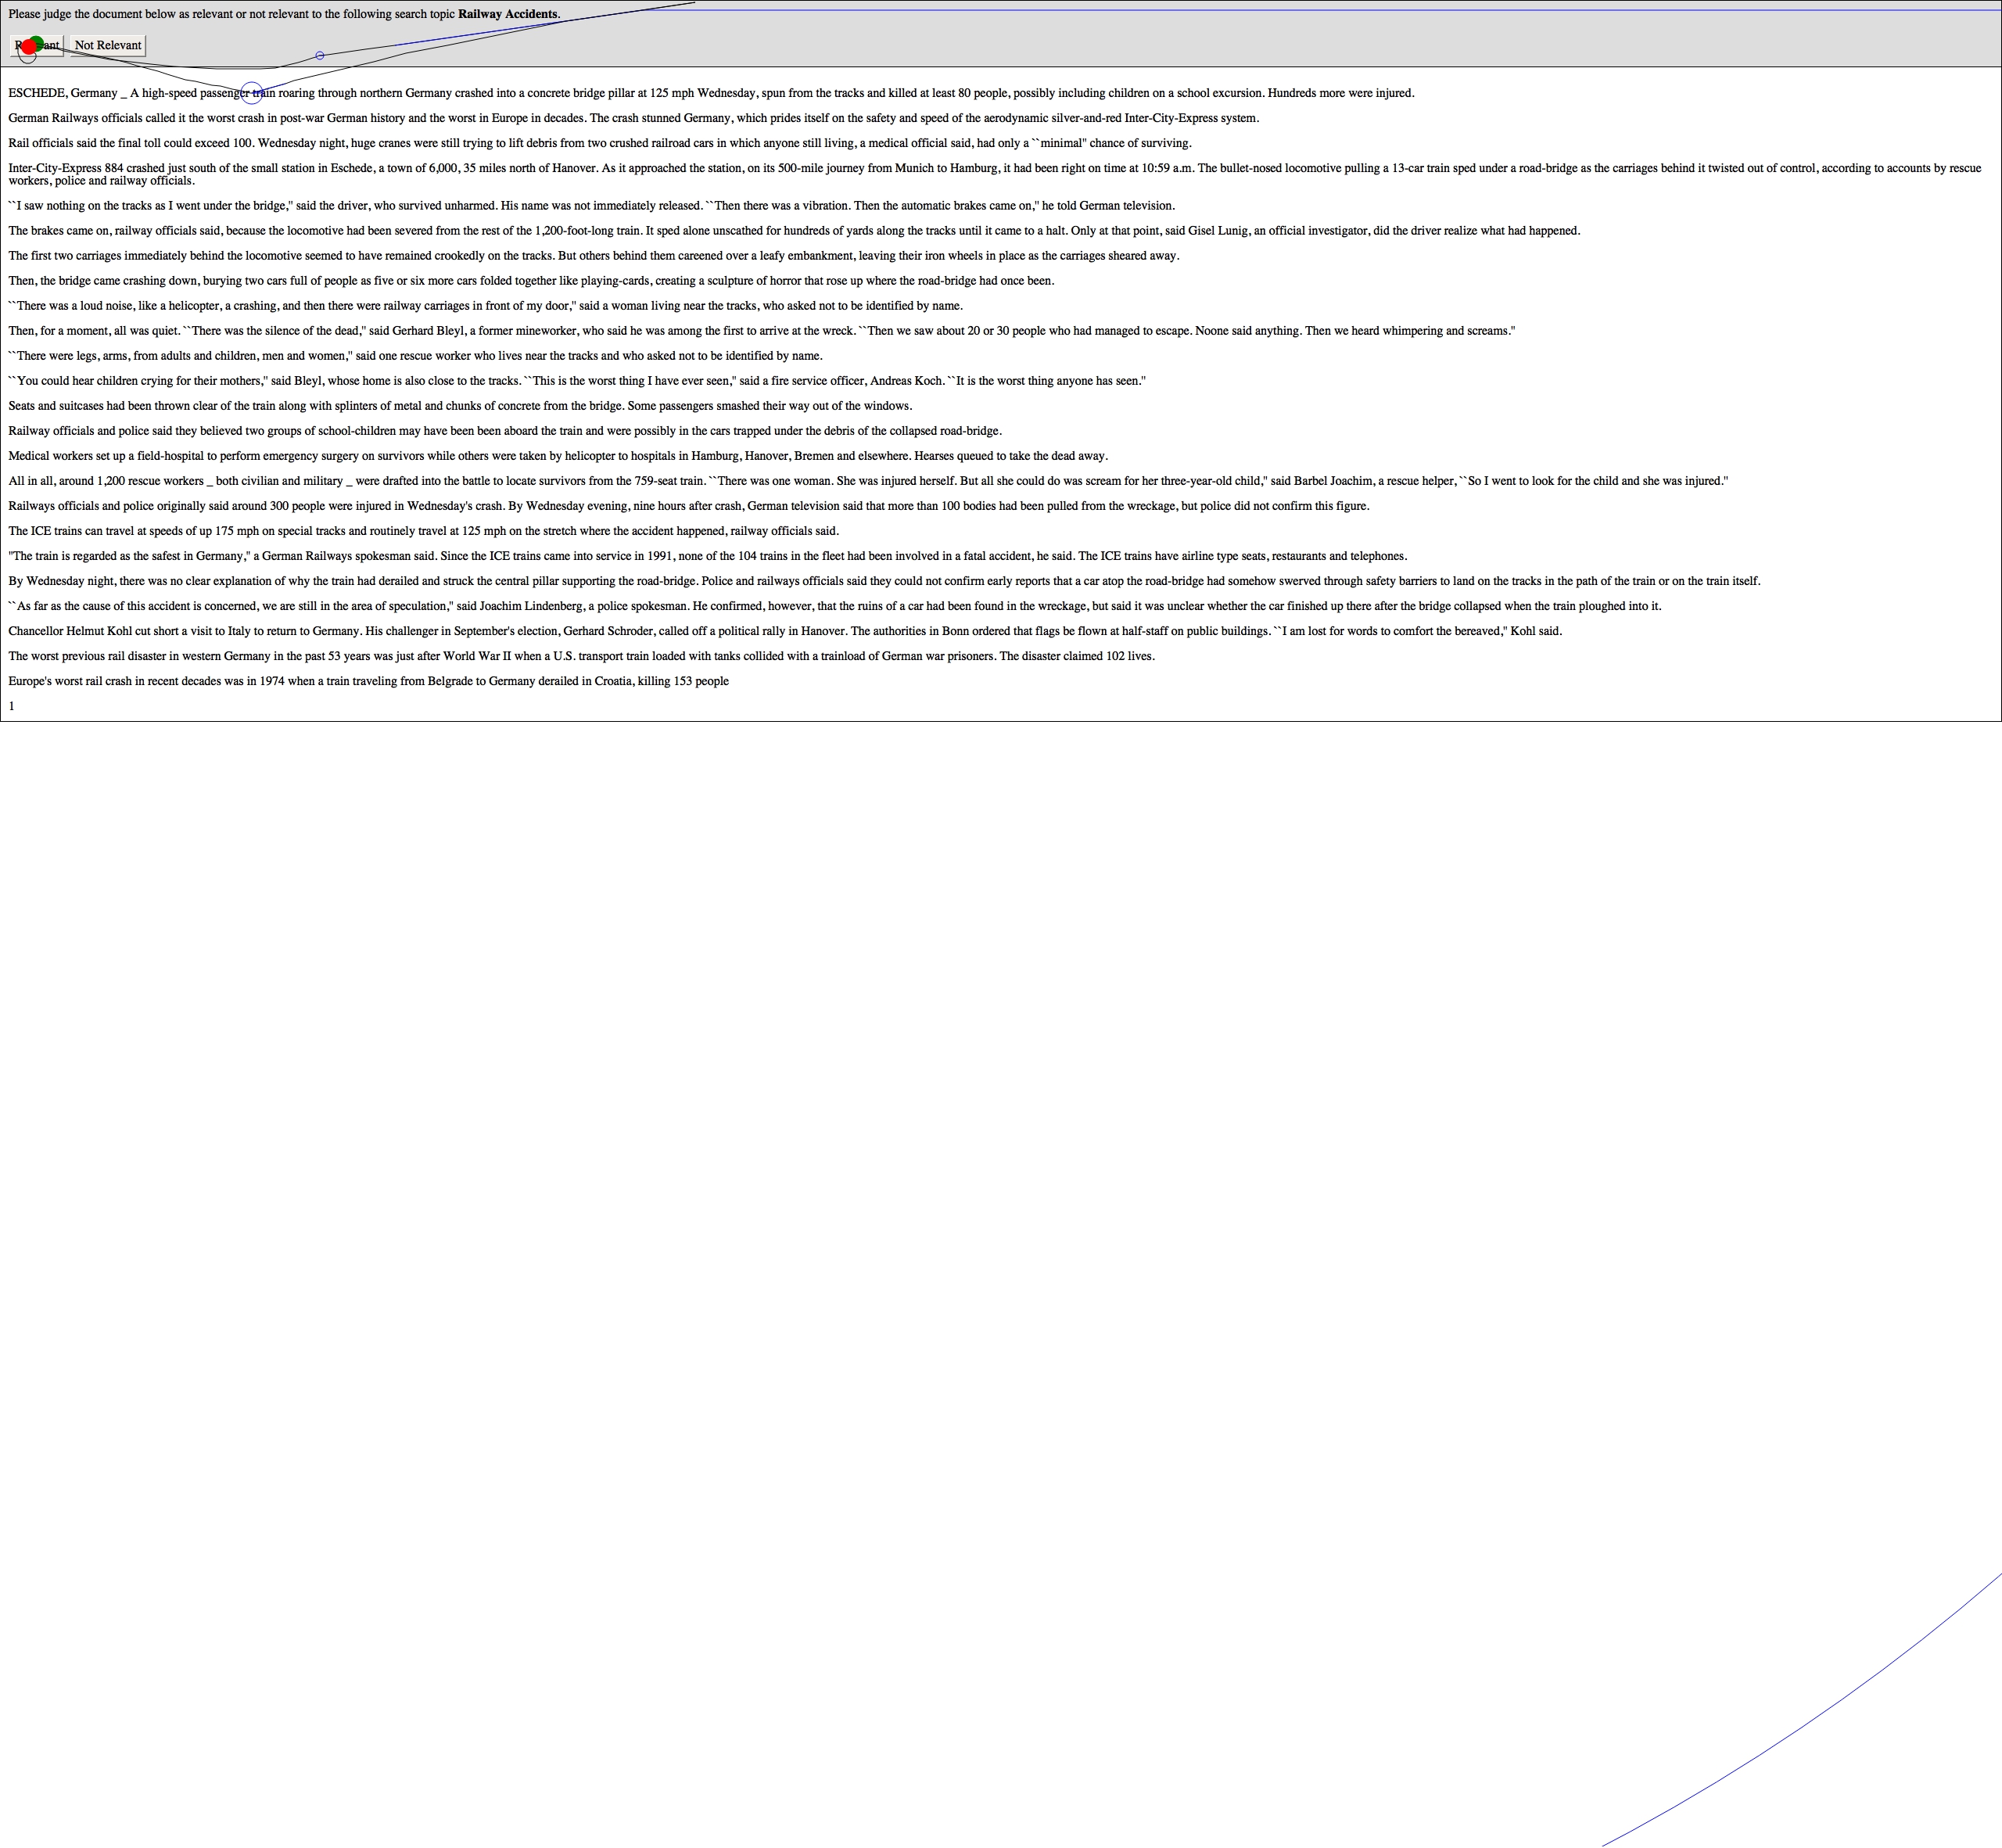 Please judge the document below as relevant or not relevant to the following search topic Railway Accidents.
Not Relevant
ESCHEDE, Germany _ A high-speed passenger train roaring through northern Germany crashed into a concrete bridge pillar at 125 mph Wednesday, spun from the tracks and killed at least 80 people, possibly including children on a school excursion. Hundreds more were injured.
German Railways officials called it the worst crash in post-war German history and the worst in Europe in decades. The crash stunned Germany, which prides itself on the safety and speed of the aerodynamic silver-and-red Inter-City-Express system.
Rail officials said the final toll could exceed 100. Wednesday night, huge cranes were still trying to lift debris from two crushed railroad cars in which anyone still living, a medical official said, had only a ``minimal'' chance of surviving.
Inter-City-Express 884 crashed just south of the small station in Eschede, a town of 6,000, 35 miles north of Hanover. As it approached the station, on its 500-mile journey from Munich to Hamburg, it had been right on time at 10:59 a.m. The bullet-nosed locomotive pulling a 13-car train sped under a road-bridge as the carriages behind it twisted out of control, according to accounts by rescue
workers, police and railway officials.
``I saw nothing on the tracks as I went under the bridge,'' said the driver, who survived unharmed. His name was not immediately released. ``Then there was a vibration. Then the automatic brakes came on,'' he told German television.
The brakes came on, railway officials said, because the locomotive had been severed from the rest of the 1,200-foot-long train. It sped alone unscathed for hundreds of yards along the tracks until it came to a halt. Only at that point, said Gisel Lunig, an official investigator, did the driver realize what had happened.
The first two carriages immediately behind the locomotive seemed to have remained crookedly on the tracks. But others behind them careened over a leafy embankment, leaving their iron wheels in place as the carriages sheared away.
Then, the bridge came crashing down, burying two cars full of people as five or six more cars folded together like playing-cards, creating a sculpture of horror that rose up where the road-bridge had once been.
``There was a loud noise, like a helicopter, a crashing, and then there were railway carriages in front of my door,'' said a woman living near the tracks, who asked not to be identified by name.
Then, for a moment, all was quiet. ``There was the silence of the dead,'' said Gerhard Bleyl, a former mineworker, who said he was among the first to arrive at the wreck. ``Then we saw about 20 or 30 people who had managed to escape. Noone said anything. Then we heard whimpering and screams.''
``There were legs, arms, from adults and children, men and women,'' said one rescue worker who lives near the tracks and who asked not to be identified by name.
``You could hear children crying for their mothers,'' said Bleyl, whose home is also close to the tracks. ``This is the worst thing I have ever seen,'' said a fire service officer, Andreas Koch. ``It is the worst thing anyone has seen.''
Seats and suitcases had been thrown clear of the train along with splinters of metal and chunks of concrete from the bridge. Some passengers smashed their way out of the windows.
Railway officials and police said they believed two groups of school-children may have been been aboard the train and were possibly in the cars trapped under the debris of the collapsed road-bridge.
Medical workers set up a field-hospital to perform emergency surgery on survivors while others were taken by helicopter to hospitals in Hamburg, Hanover, Bremen and elsewhere. Hearses queued to take the dead away.
All in all, around 1,200 rescue workers _ both civilian and military _ were drafted into the battle to locate survivors from the 759-seat train. ``There was one woman. She was injured herself. But all she could do was scream for her three-year-old child,'' said Barbel Joachim, a rescue helper, ``So I went to look for the child and she was injured.''
Railways officials and police originally said around 300 people were injured in Wednesday's crash. By Wednesday evening, nine hours after crash, German television said that more than 100 bodies had been pulled from the wreckage, but police did not confirm this figure.
The ICE trains can travel at speeds of up 175 mph on special tracks and routinely travel at 125 mph on the stretch where the accident happened, railway officials said.
"The train is regarded as the safest in Germany,'' a German Railways spokesman said. Since the ICE trains came into service in 1991, none of the 104 trains in the fleet had been involved in a fatal accident, he said. The ICE trains have airline type seats, restaurants and telephones.
By Wednesday night, there was no clear explanation of why the train had derailed and struck the central pillar supporting the road-bridge. Police and railways officials said they could not confirm early reports that a car atop the road-bridge had somehow swerved through safety barriers to land on the tracks in the path of the train or on the train itself.
``As far as the cause of this accident is concerned, we are still in the area of speculation,'' said Joachim Lindenberg, a police spokesman. He confirmed, however, that the ruins of a car had been found in the wreckage, but said it was unclear whether the car finished up there after the bridge collapsed when the train ploughed into it.
Chancellor Helmut Kohl cut short a visit to Italy to return to Germany. His challenger in September's election, Gerhard Schroder, called off a political rally in Hanover. The authorities in Bonn ordered that flags be flown at half-staff on public buildings. ``I am lost for words to comfort the bereaved,'' Kohl said.
The worst previous rail disaster in western Germany in the past 53 years was just after World War II when a U.S. transport train loaded with tanks collided with a trainload of German war prisoners. The disaster claimed 102 lives.
Europe's worst rail crash in recent decades was in 1974 when a train traveling from Belgrade to Germany derailed in Croatia, killing 153 people
1